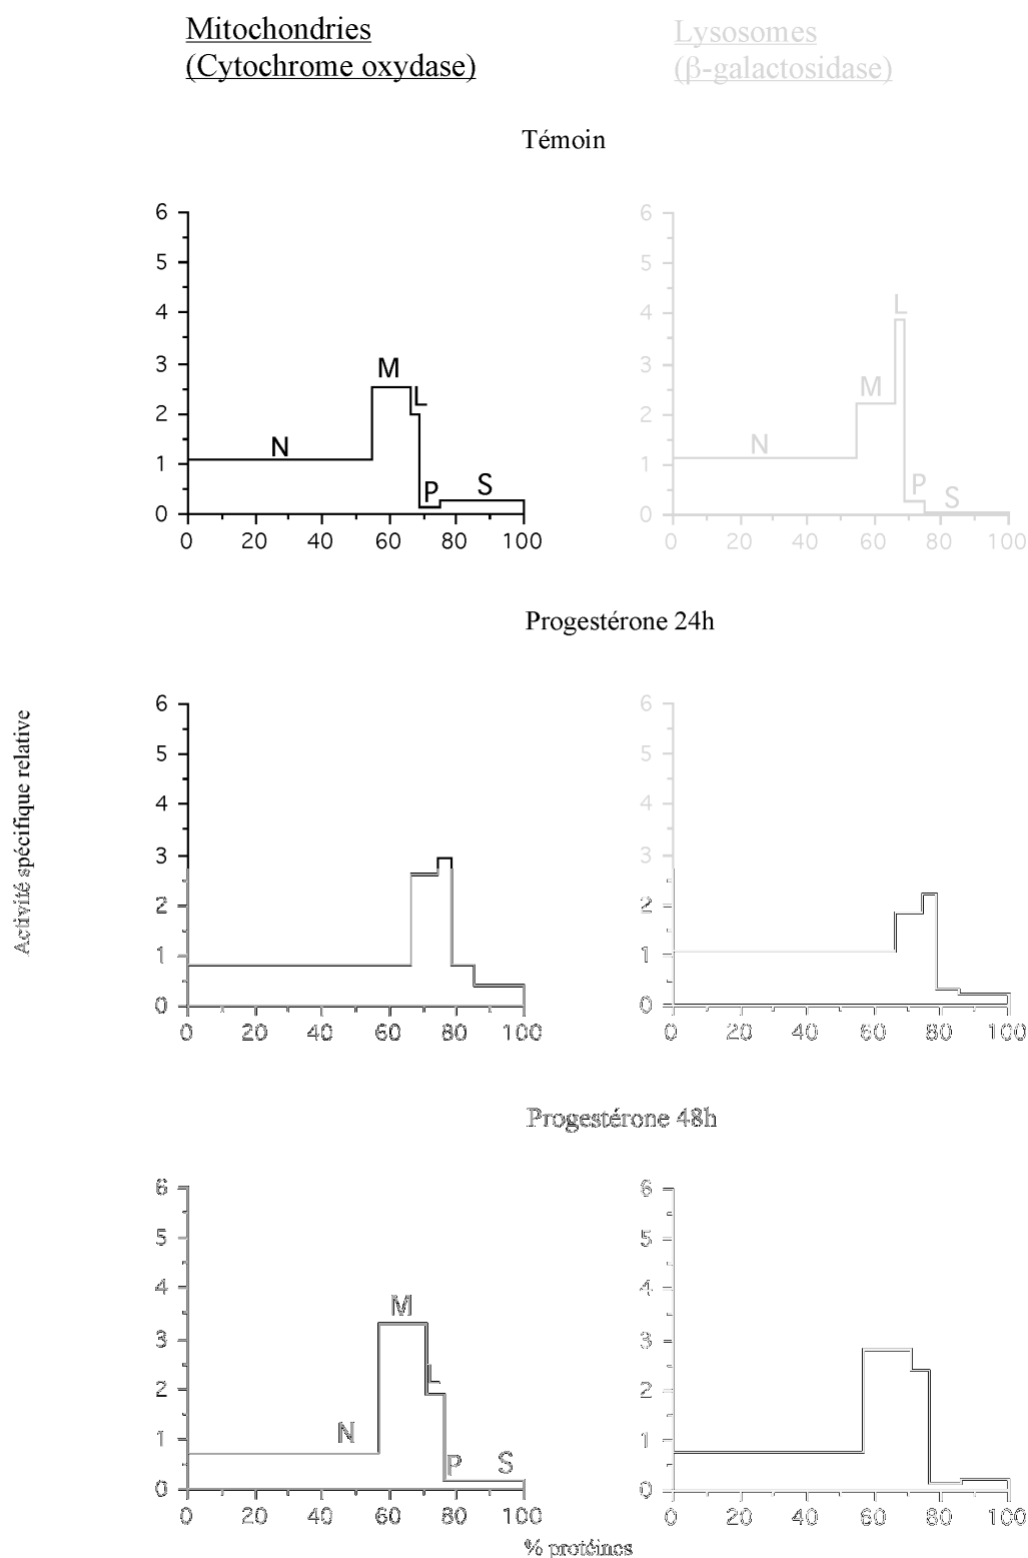 Mitochondries
(Cytochrome oxydase)
Lysosomes
(β-galactosidase)
Témoin
6
5
4
3
2
1
0
M
L
N
P
S
0 20 40 60 80 100
6
5
4
3
2
1
0
L
M
N
P
S
0 20 40 60 80 100
Progestérone 24h
Activité spécifique relative
6
5
4
3
2
1
0
0 20 40 60 80 100
6
5
4
3
2
1
0
0 20 40 60 80 100
Progestérone 48h
6
5
4
3
2
1
0
M
L
N
P
S
0 20 40 60 80 100
6
5
4
3
2
1
0
0 20 40 60 80 100
% protéines